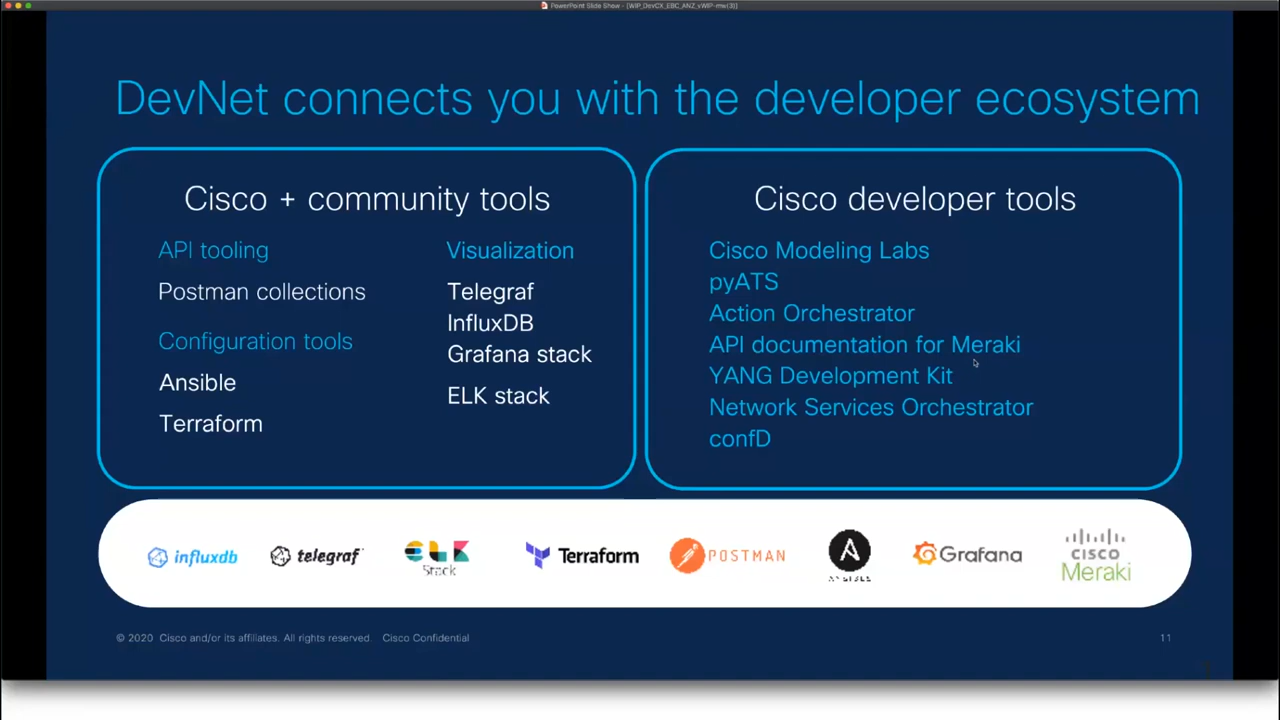 PowerPoint Slide Show - [WIP_DevCX_EBC_ANZ_vWIP-mw(3)]
DevNet connects you with the developer ecosystem
Cisco + community tools
API tooling
Postman collections
Configuration tools
Ansible
Terraform
Visualization
Telegraf
InfluxDB
Grafana stack
ELK stack
Cisco developer tools
Cisco Modeling Labs
pyATS
Action Orchestrator
API documentation for Meraki
YANG Development Kit
Network Services Orchestrator
confD
influxdb
telegraf
ELK
Stack
Terraform
POSTMAN
A
ANSIBLE
Grafana
CISCO
Meraki
© 2020 Cisco and/or its affiliates. All rights reserved. Cisco Confidential
11